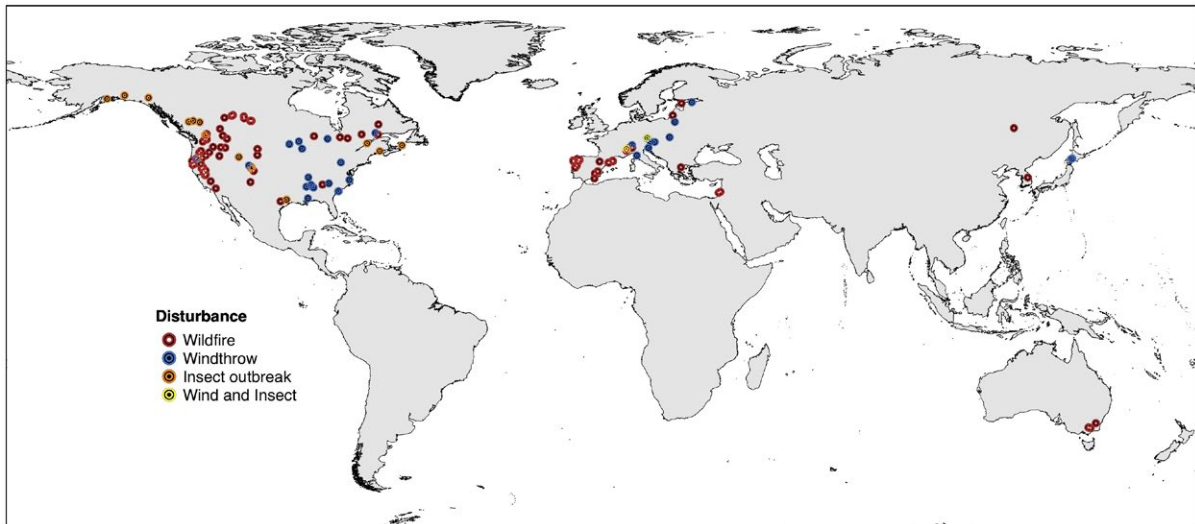 Disturbance
Wildfire
Windthrow
Insect outbreak
Wind and Insect